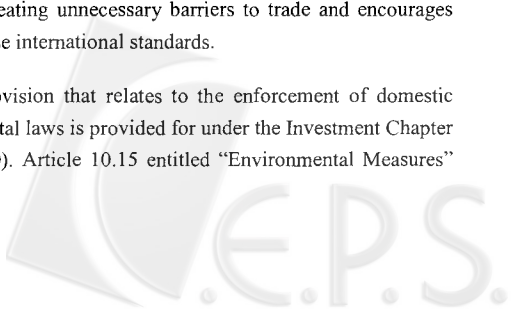 eating unnecessary barriers to trade and encourages
e international standards.
vision that relates to the enforcement of domestic
tal laws is provided for under the Investment Chapter
). Article 10.15 entitled “Environmental Measures”
C.E.P.S.